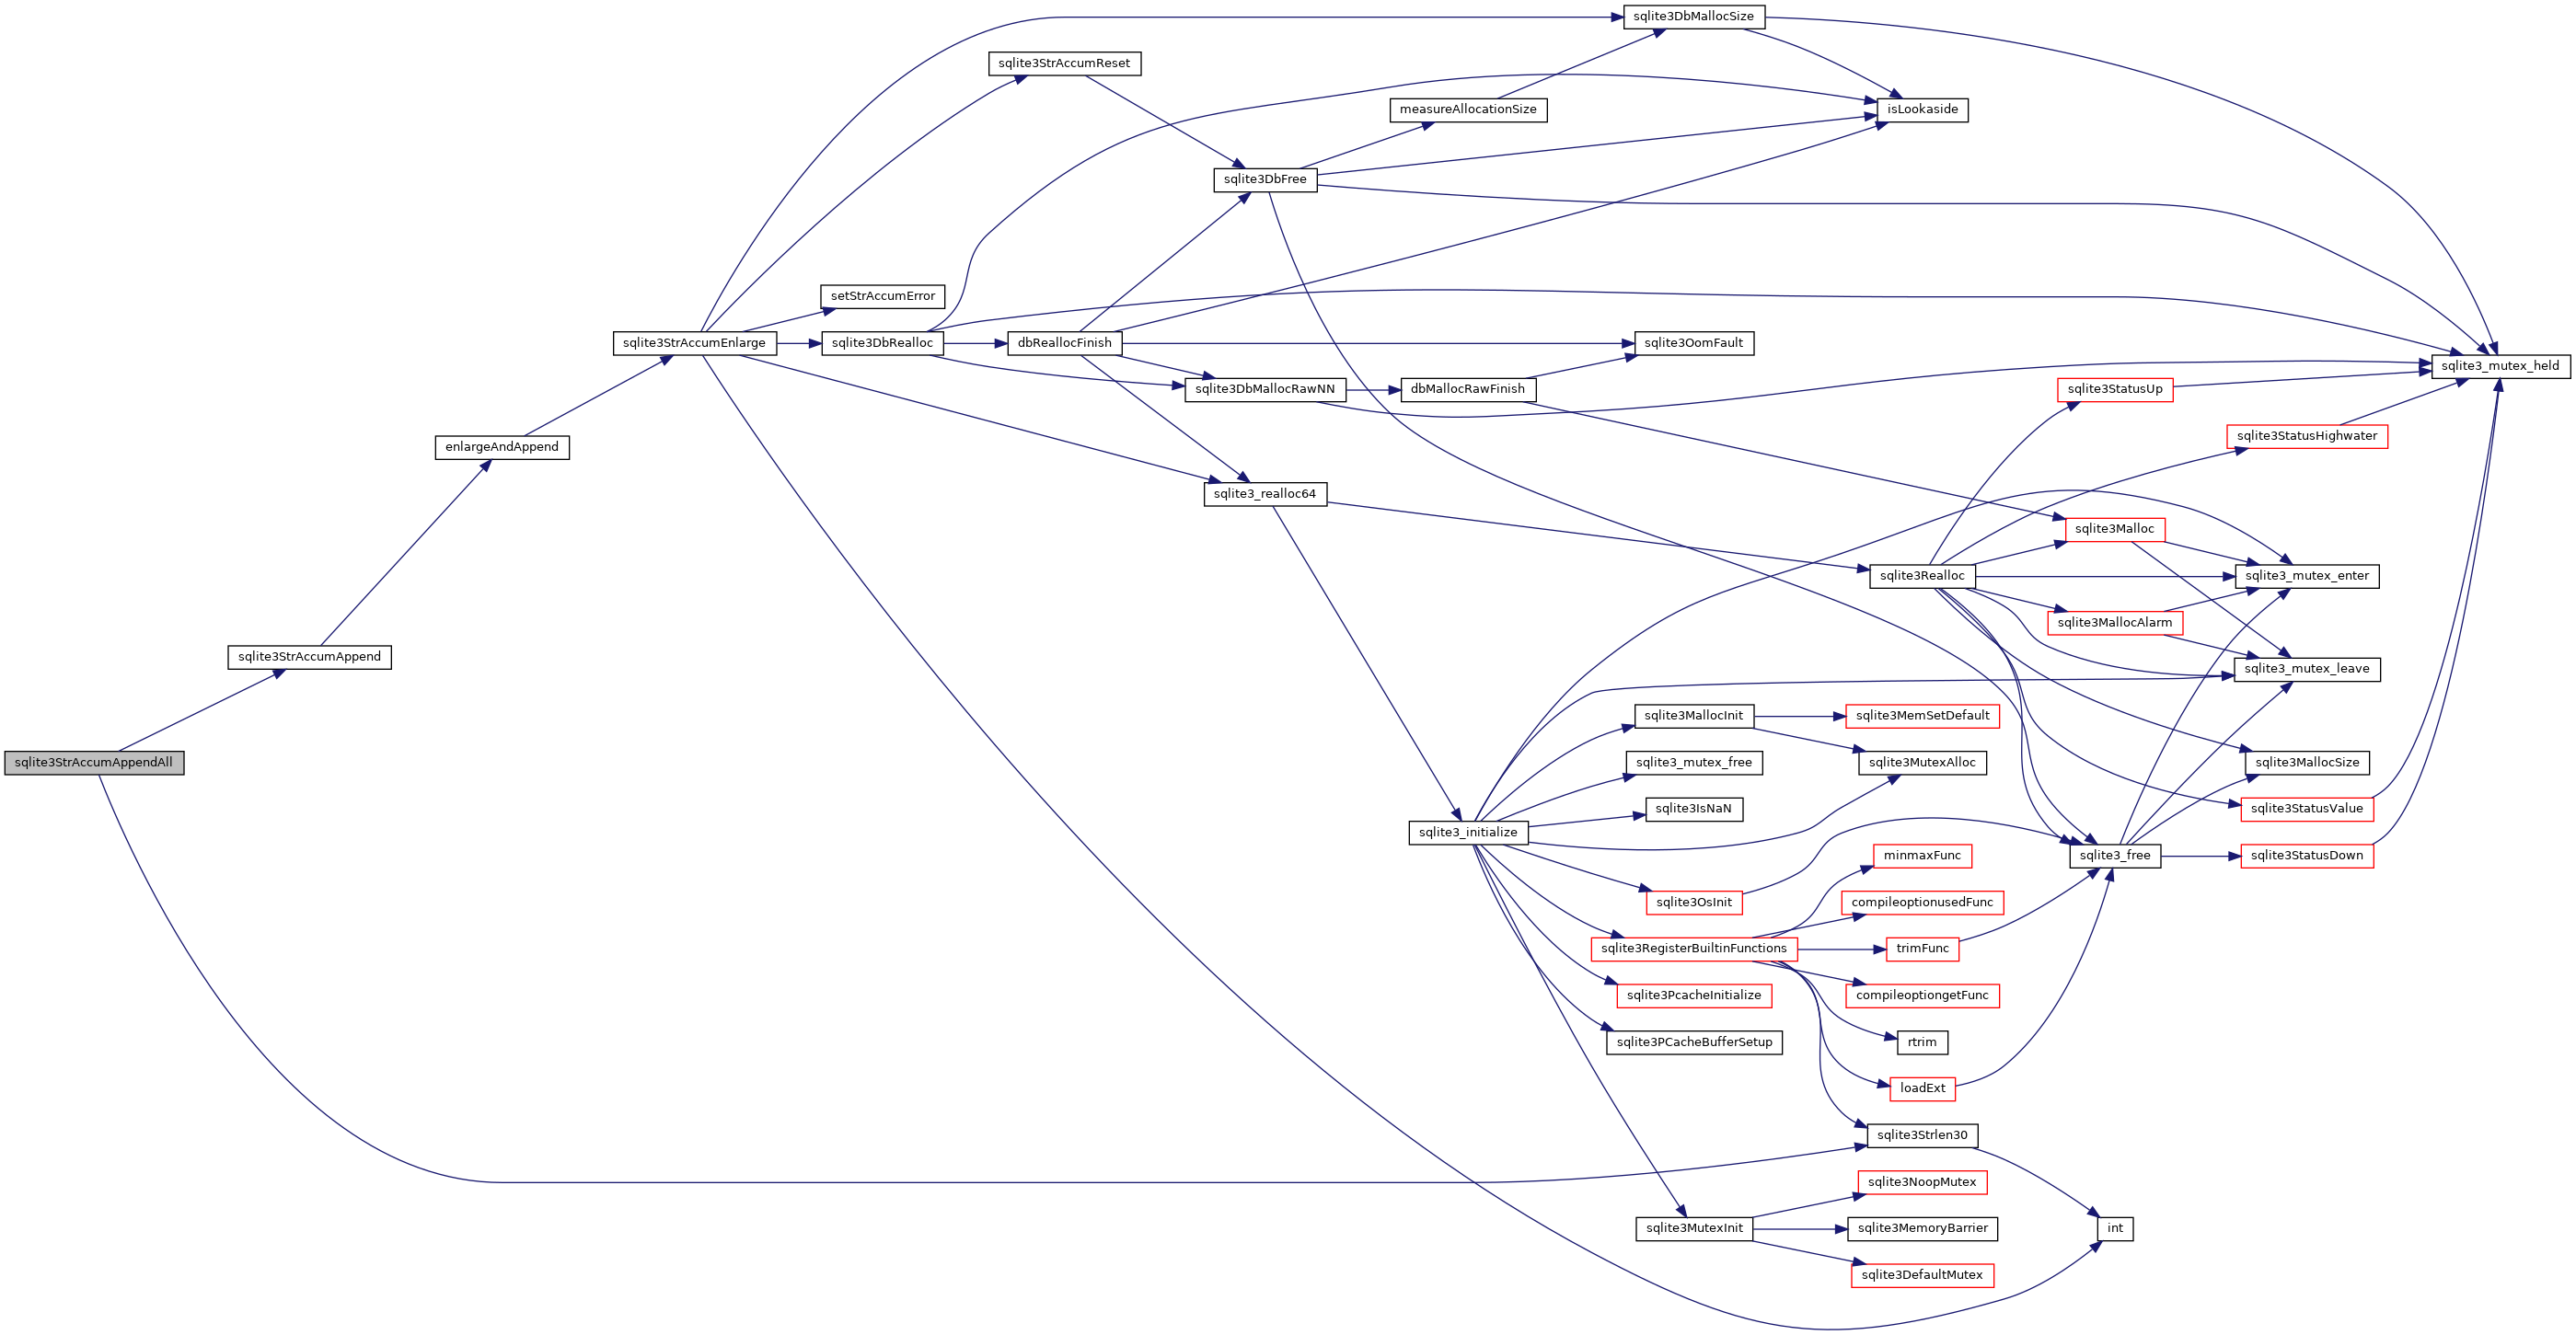 sqlite3DbMallocSize
sqlite3StrAccumReset
measureAllocationSize
isLookaside
sqlite3DbFree
setStrAccumError
sqlite3StrAccumEnlarge
sqlite3DbRealloc
dbReallocFinish
sqlite3OomFault
sqlite3_mutex_held
sqlite3DbMallocRawNN
dbMallocRawFinish
sqlite3StatusUp
sqlite3StatusHighwater
enlargeAndAppend
sqlite3_realloc64
sqlite3Malloc
sqlite3Realloc
sqlite3_mutex_enter
sqlite3MallocAlarm
sqlite3StrAccumAppend
sqlite3_mutex_leave
sqlite3MallocInit
sqlite3MemSetDefault
sqlite3StrAccumAppendAll
sqlite3_mutex_free
sqlite3MutexAlloc
sqlite3MallocSize
sqlite3IsNaN
sqlite3StatusValue
sqlite3_initialize
minmaxFunc
sqlite3_free
sqlite3StatusDown
sqlite3OsInit
compileoptionusedFunc
sqlite3RegisterBuiltinFunctions
trimFunc
sqlite3PcacheInitialize
compileoptiongetFunc
sqlite3PCacheBufferSetup
rtrim
loadExt
sqlite3Strlen30
sqlite3NoopMutex
sqlite3MutexInit
sqlite3MemoryBarrier
int
sqlite3DefaultMutex